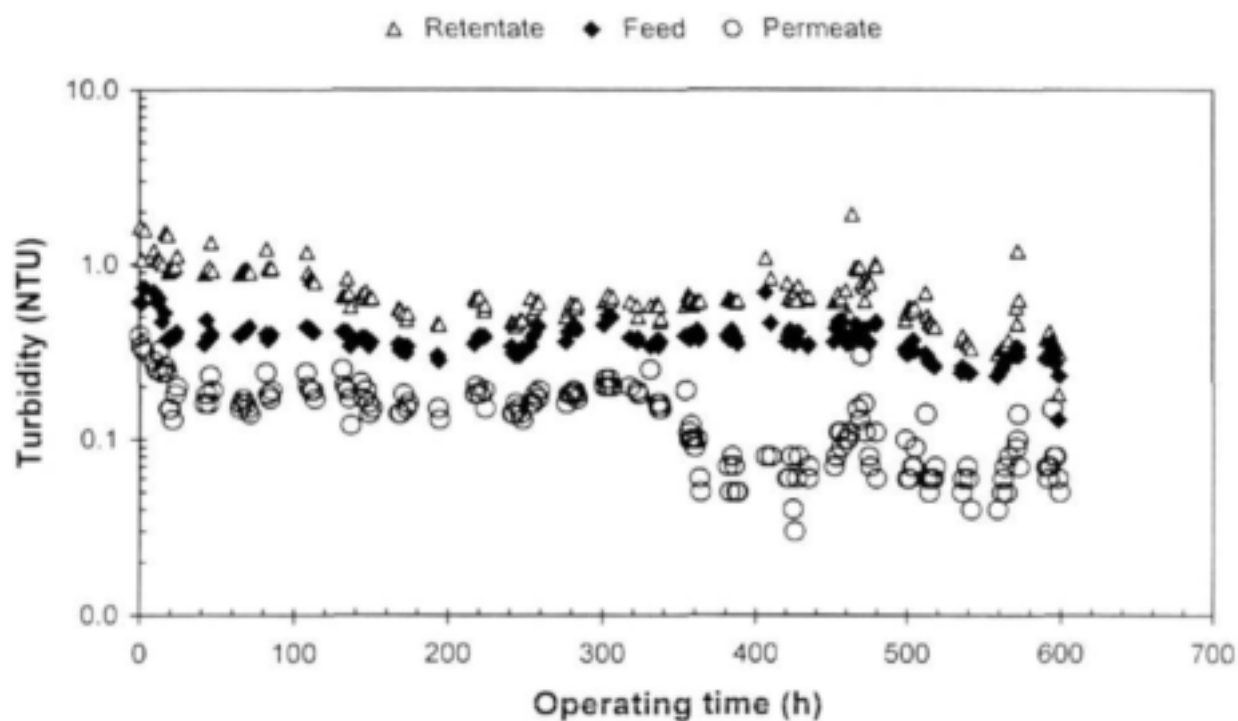 Retentate Feed Permeate
10.0
1.0
0.1
0.0
Turbidity (NTU)
0 100 200 300 400 500 600 700
Operating time (h)